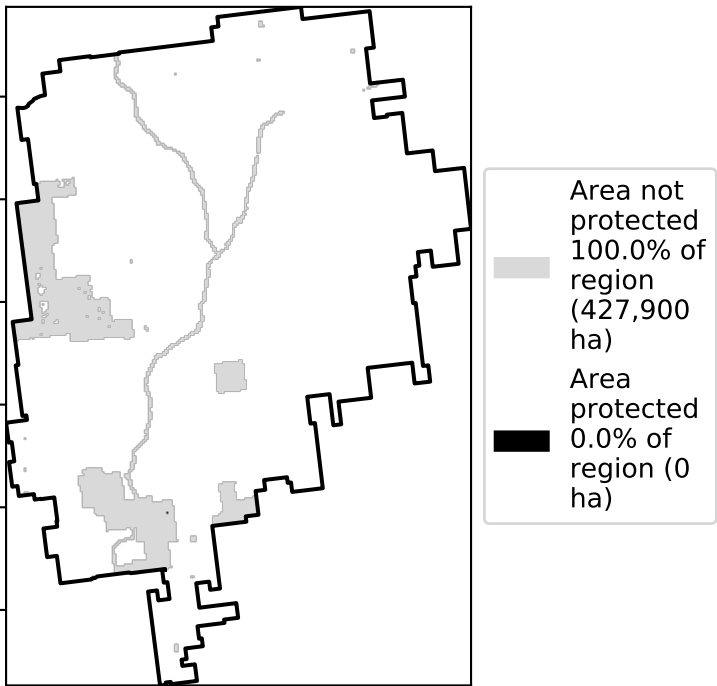 Area not
protected
100.0% of
region
(427,900
ha)
Area
protected
0.0% of
region (0
ha)